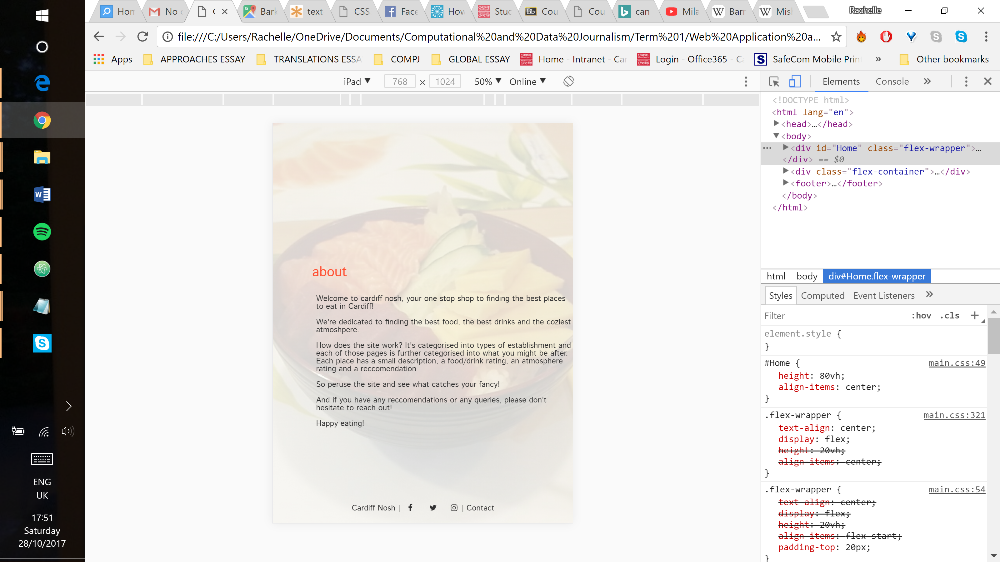 Hom
No
Bark
text
CSS
Face
How
Stud
Bb Cou
Cou
can
Mila
Barr
Misl
Rachelle
file:///C:/Users/Rachelle/OneDrive/Documents/Computational%20and%20Data%20Journalism/Term%201/Web%20Application%20a...
Apps
APPROACHES ESSAY
TRANSLATIONS ESSA
COMPJ
GLOBAL ESSAY
Home - Intranet - Car
Login - Office365 - Ca
SafeCom Mobile Prin
»
Other bookmarks
iPad ▼ 768 × 1024 50% ▼ Online ▼
Elements Console »
<!DOCTYPE html>
<html lang="en">
▶<head>…</head>
▼<body>
… ▶<div id="Home" class="flex-wrapper">…
</div> == $0
▶<div class="flex-container">…</div>
▶<footer>…</footer>
</body>
</html>
html body div#Home.flex-wrapper
Styles Computed Event Listeners »
Filter :hov .cls +
element.style {
}
#Home { main.css:49
height: 80vh;
align-items: center;
}
.flex-wrapper { main.css:321
text-align: center;
display: flex;
height: 20vh;
align-items: center;
}
.flex-wrapper { main.css:54
text-align: center;
display: flex;
height: 20vh;
align-items: flex-start;
padding-top: 20px;
}
about
Welcome to cardiff nosh, your one stop shop to finding the best places
to eat in Cardiff!
We're dedicated to finding the best food, the best drinks and the coziest
atmoshpere.
How does the site work? It's categorised into types of establishment and
each of those pages is further categorised into what you might be after.
Each place has a small description, a food/drink rating, an atmosphere
rating and a reccomendation
So peruse the site and see what catches your fancy!
And if you have any reccomendations or any queries, please don't
hesitate to reach out!
Happy eating!
Cardiff Nosh | | Contact
ENG
UK
17:51
Saturday
28/10/2017